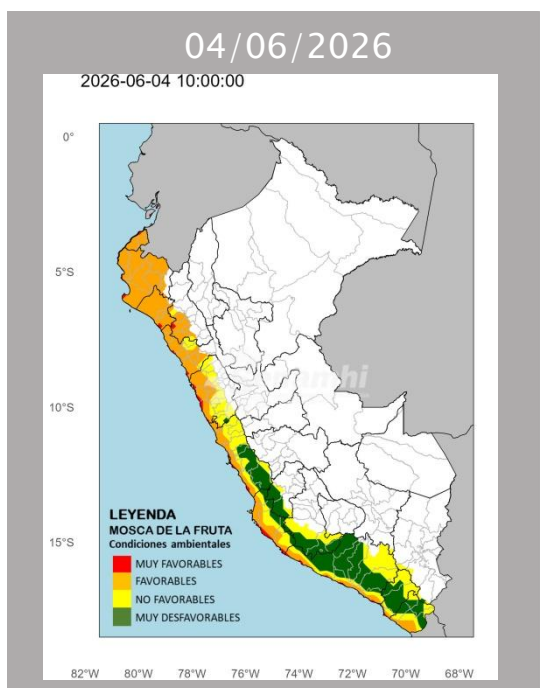 04/06/2026
2026-06-04 10:00:00
0°
5°S
10°S
15°S
LEYENDA
MOSCA DE LA FRUTA
Condiciones ambientales
MUY FAVORABLES
FAVORABLES
NO FAVORABLES
MUY DESFAVORABLES
82°W 80°W 78°W 76°W 74°W 72°W 70°W 68°W